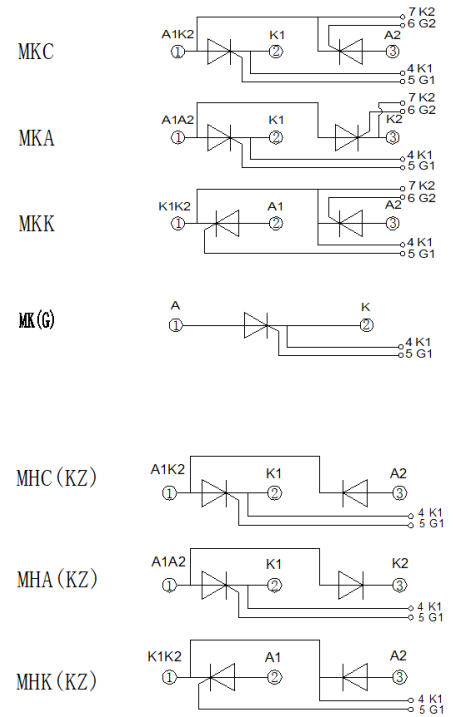 7 K2
6 G2
A1K2 K1 A2
MKC ① ② ③
4 K1
5 G1
7 K2
6 G2
A1A2 K1 K2
MKA ① ② ③
4 K1
5 G1
7 K2
6 G2
K1K2 A1 A2
MKK ① ② ③
4 K1
5 G1
A K
MK(G) ① ②
4 K1
5 G1
A1K2 K1 A2
MHC(KZ) ① ② ③
4 K1
5 G1
A1A2 K1 K2
MHA(KZ) ① ② ③
4 K1
5 G1
K1K2 A1 A2
MHK(KZ) ① ② ③
4 K1
5 G1